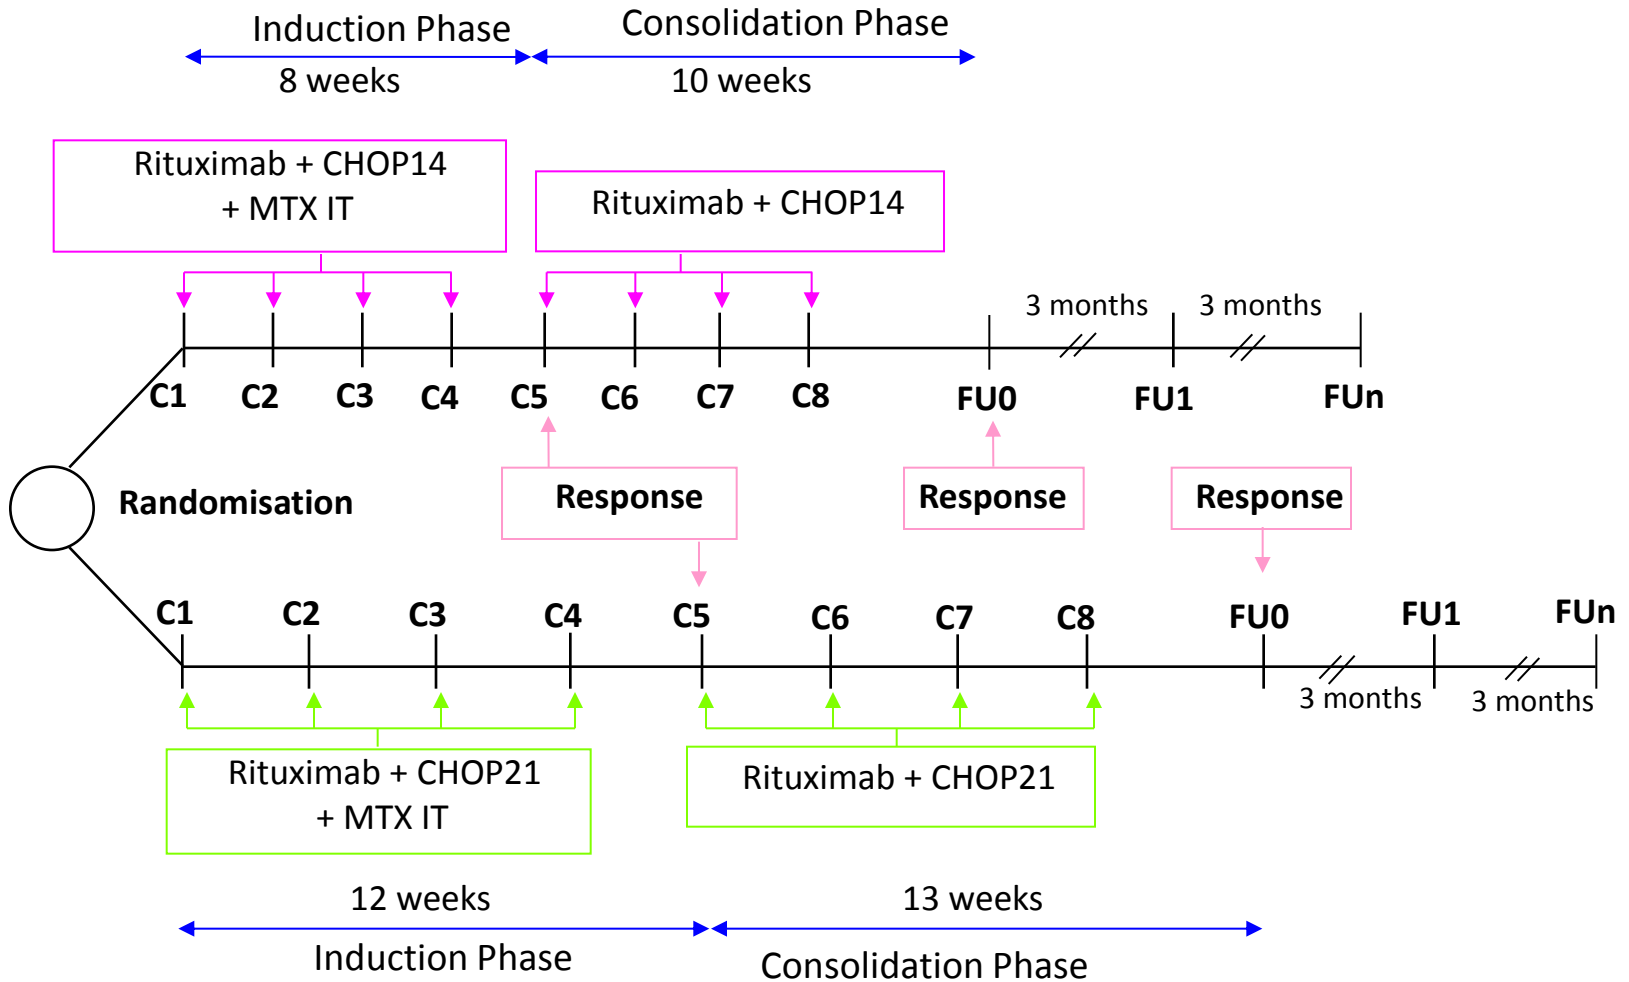 Induction Phase
Consolidation Phase
8 weeks
10 weeks
Rituximab + CHOP14
+ MTX IT
Rituximab + CHOP14
3 months
3 months
C1
C2
C3
C4
C5
C6
C7
C8
FU0
FU1
FUn
Randomisation
Response
Response
Response
C1
C2
C3
C4
C5
C6
C7
C8
FU0
FU1
FUn
3 months
3 months
Rituximab + CHOP21
+ MTX IT
Rituximab + CHOP21
12 weeks
13 weeks
Induction Phase
Consolidation Phase